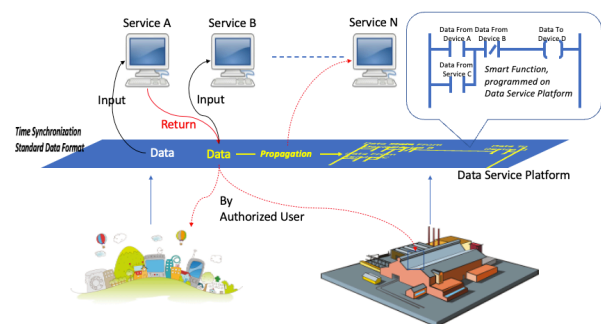 Service A
Service B
Service N
Data From
Device A
Data From
Device B
Data To
Device D
Data From
Service C
Smart Function,
programmed on
Data Service Platform
Input
Input
Return
Time Synchronization
Standard Data Format
Data
Data
Propagation
Data Service Platform
By
Authorized User